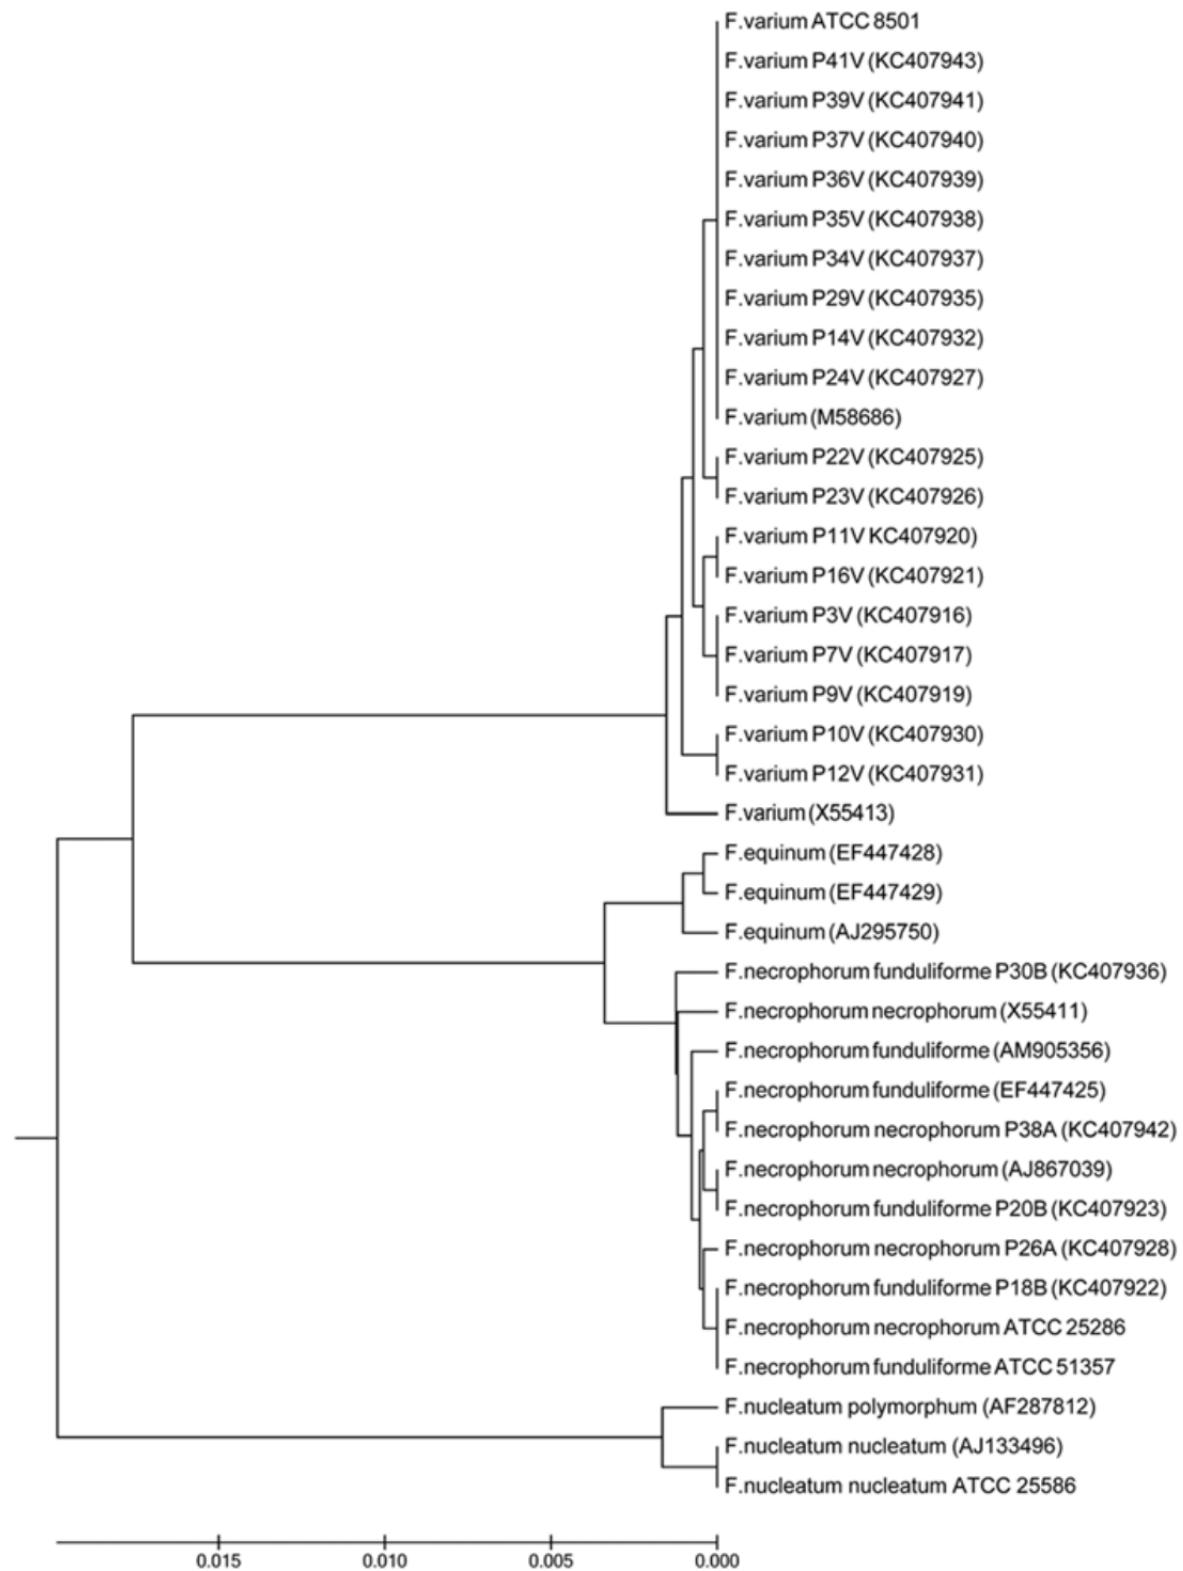 F.varium ATCC 8501
F.varium P41V (KC407943)
F.varium P39V (KC407941)
F.varium P37V (KC407940)
F.varium P36V (KC407939)
F.varium P35V (KC407938)
F.varium P34V (KC407937)
F.varium P29V (KC407935)
F.varium P14V (KC407932)
F.varium P24V (KC407927)
F.varium (M58686)
F.varium P22V (KC407925)
F.varium P23V (KC407926)
F.varium P11V KC407920)
F.varium P16V (KC407921)
F.varium P3V (KC407916)
F.varium P7V (KC407917)
F.varium P9V (KC407919)
F.varium P10V (KC407930)
F.varium P12V (KC407931)
F.varium (X55413)
F.equinum (EF447428)
F.equinum (EF447429)
F.equinum (AJ295750)
F.necrophorum funduliforme P30B (KC407936)
F.necrophorum necrophorum (X55411)
F.necrophorum funduliforme (AM905356)
F.necrophorum funduliforme (EF447425)
F.necrophorum necrophorum P38A (KC407942)
F.necrophorum necrophorum (AJ867039)
F.necrophorum funduliforme P20B (KC407923)
F.necrophorum necrophorum P26A (KC407928)
F.necrophorum funduliforme P18B (KC407922)
F.necrophorum necrophorum ATCC 25286
F.necrophorum funduliforme ATCC 51357
F.nucleatum polymorphum (AF287812)
F.nucleatum nucleatum (AJ133496)
F.nucleatum nucleatum ATCC 25586
0.015 0.010 0.005 0.000